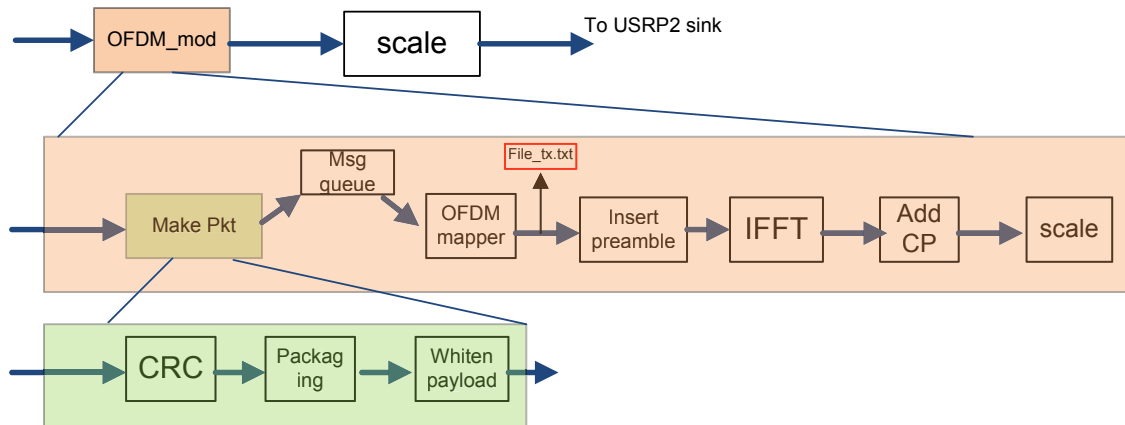 OFDM_mod
scale
To USRP2 sink
Make Pkt
Msg
queue
OFDM
mapper
File_tx.txt
Insert
preamble
IFFT
Add
CP
scale
CRC
Packag
ing
Whiten
payload